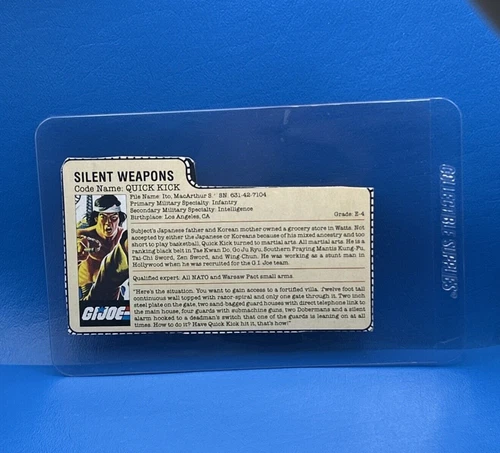 SILENT WEAPONS
Code Name: QUICK KICK
File Name: Ito, MacArthur S. SN: 631-42-7104
Primary Military Specialty: Infantry
Secondary Military Specialty: Intelligence
Birthplace: Los Angeles, CA
Grade: E-4
Subject's Japanese father and Korean mother owned a grocery store in Watts. Not
accepted by either the Japanese or Koreans because of his mixed ancestry and too
short to play basketball, Quick Kick turned to martial arts. All martial arts. He is a
ranking black belt in Tae Kwan Do, Go Ju Ryu, Southern Praying Mantis Kung-Fu,
Tai-Chi Sword, Zen Sword, and Wing-Chun. He was working as a stunt man in
Hollywood when he was recruited for the G.I. Joe team.
Qualified expert: All NATO and Warsaw Pact small arms
"Here's the situation. You want to gain access to a fortified villa. Twelve foot tall
continuous wall topped with razor-spiral and only one gate through it. Two inch
steel plate on the gate, two sand-bagged guard houses with direct telephone link to
the main house, four guards with submachine guns, two Dobermans and a silent
alarm hooked to a deadman's switch that one of the guards is leaning on at all
times. How to do it? Have Quick Kick hit it, that's how!"
GI JOE
COLLECTIBLE SUPPLIES